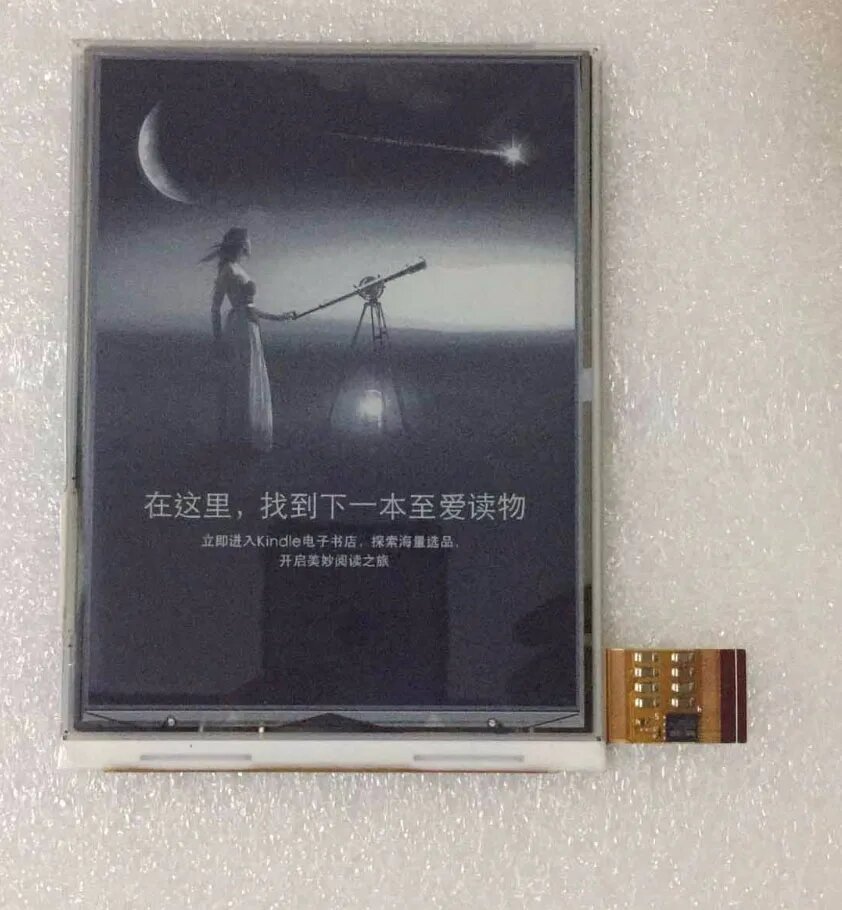 在这里，找到下一本至爱读物
立即进入Kindle电子书店，探索海量选品，
开启美妙阅读之旅